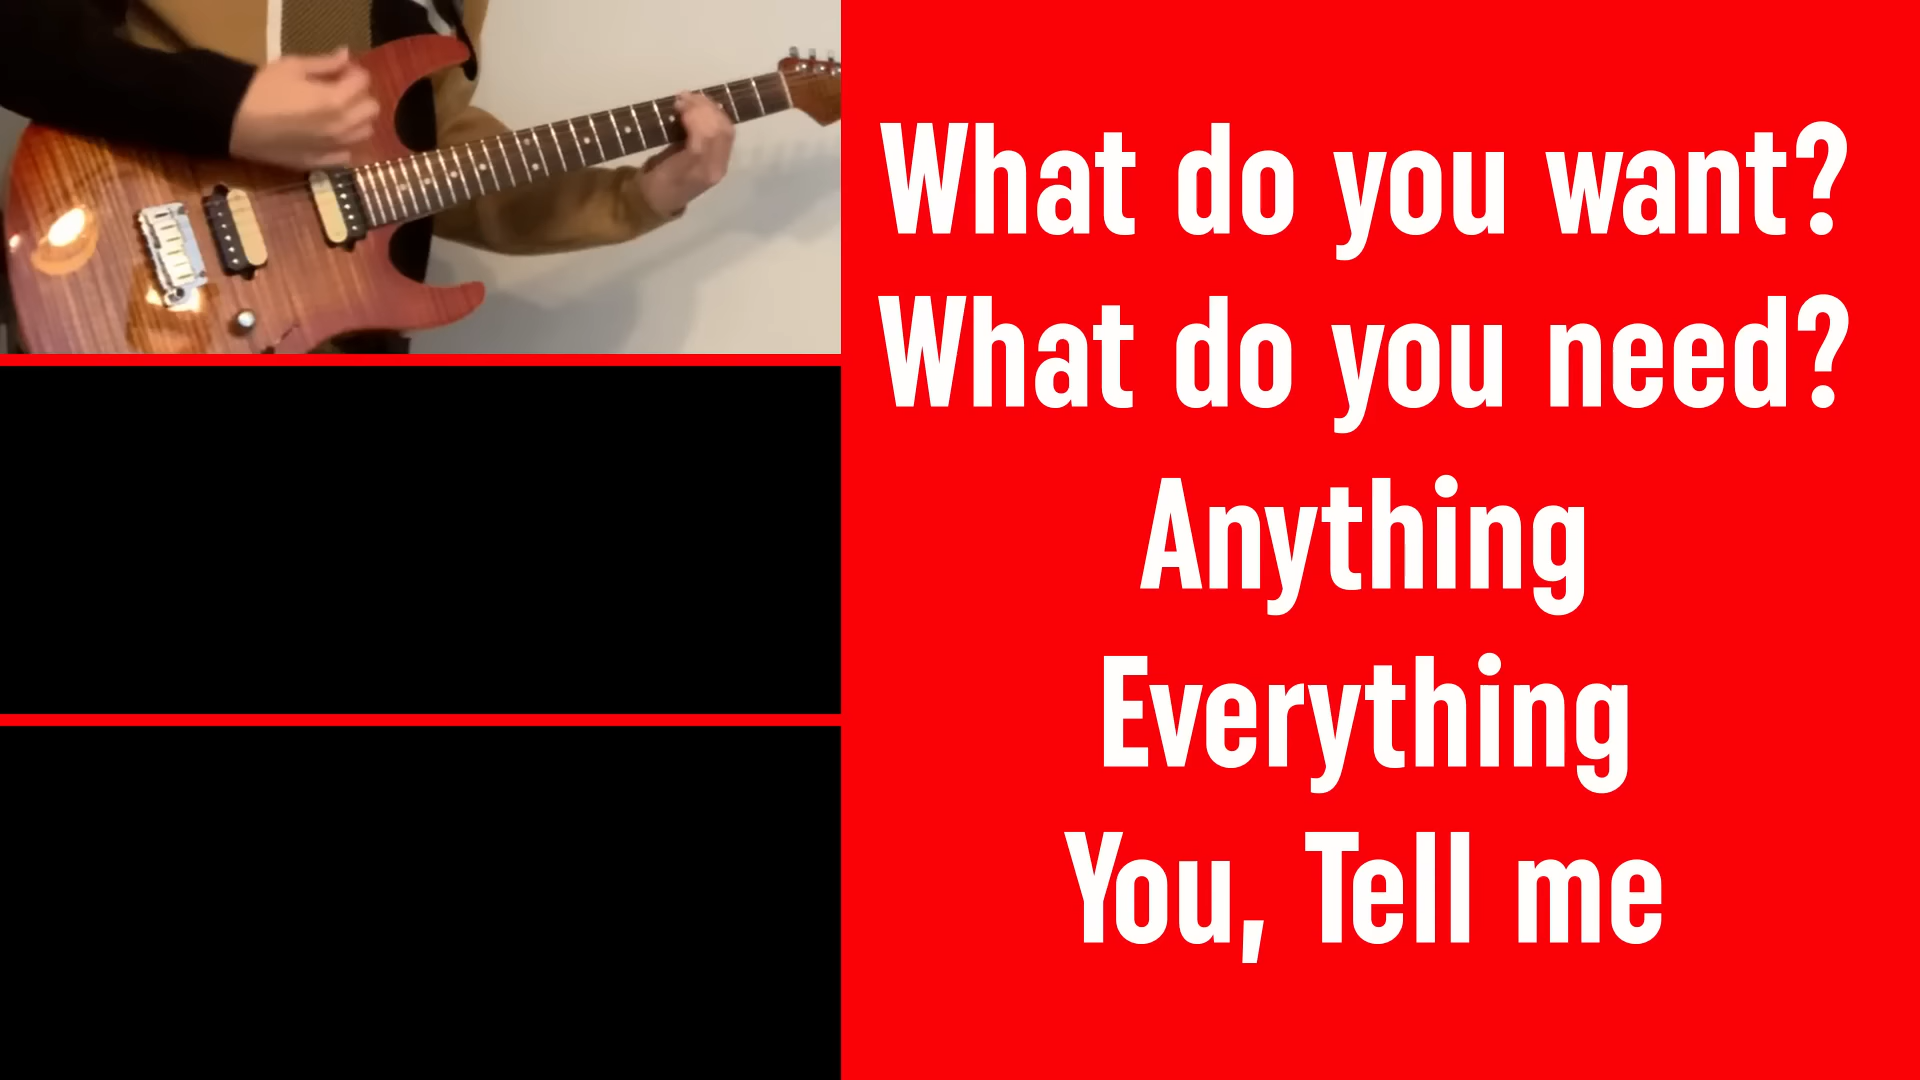 What do you want?
What do you need?
Anything
Everything
You, Tell me